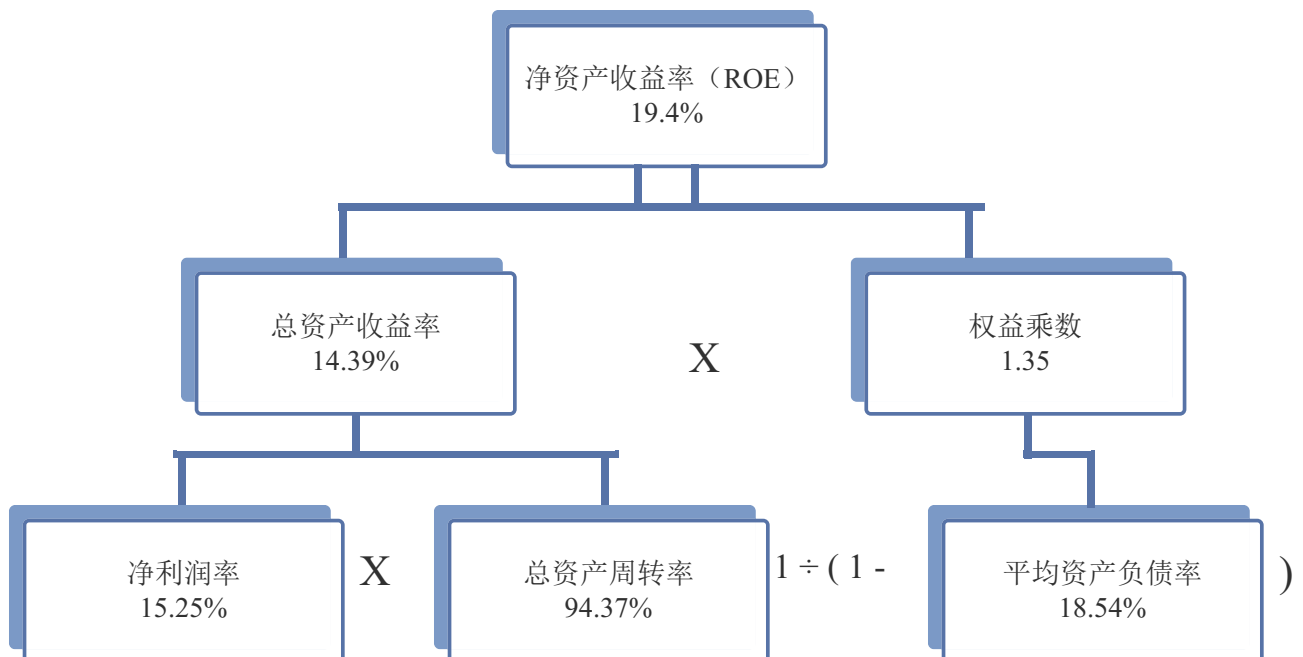 净资产收益率（ROE）
19.4%
总资产收益率
14.39%
X
权益乘数
1.35
净利润率
15.25%
X
总资产周转率
94.37%
1 ÷ ( 1 -
平均资产负债率
18.54%
)